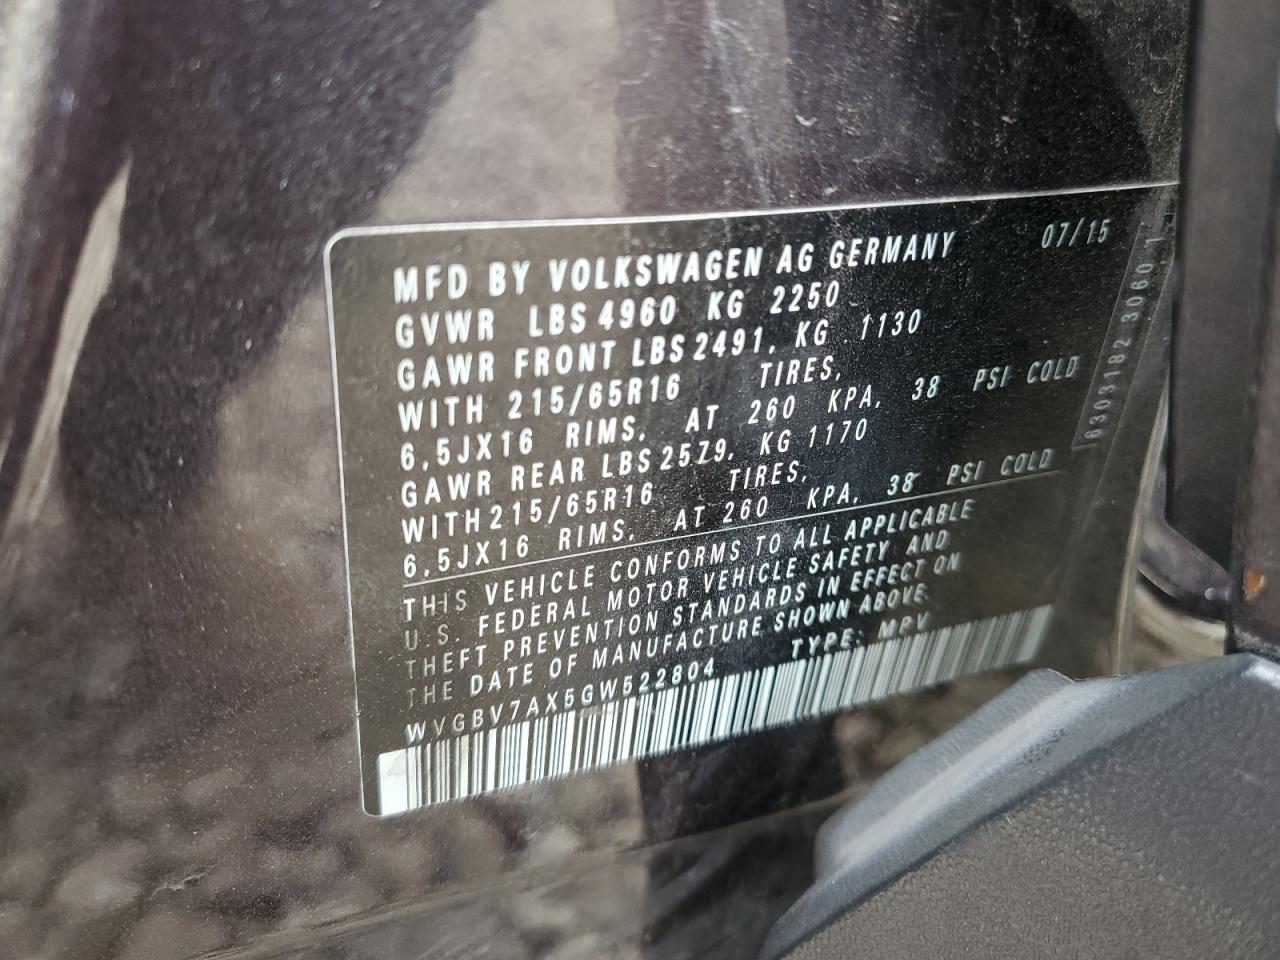 MFD BY VOLKSWAGEN AG GERMANY 07/15
GVWR LBS 4960 KG 2250
GAWR FRONT LBS 2491, KG 1130
WITH 215/65R16 TIRES,
6,5JX16 RIMS, AT 260 KPA, 38 PSI COLD
GAWR REAR LBS 2579, KG 1170
WITH 215/65R16 TIRES,
6,5JX16 RIMS, AT 260 KPA, 38 PSI COLD
THIS VEHICLE CONFORMS TO ALL APPLICABLE
U.S. FEDERAL MOTOR VEHICLE SAFETY AND
THEFT PREVENTION STANDARDS IN EFFECT ON
THE DATE OF MANUFACTURE SHOWN ABOVE.
WVGBV7AX5GW522804 TYPE: MPV
6303182 3060 1